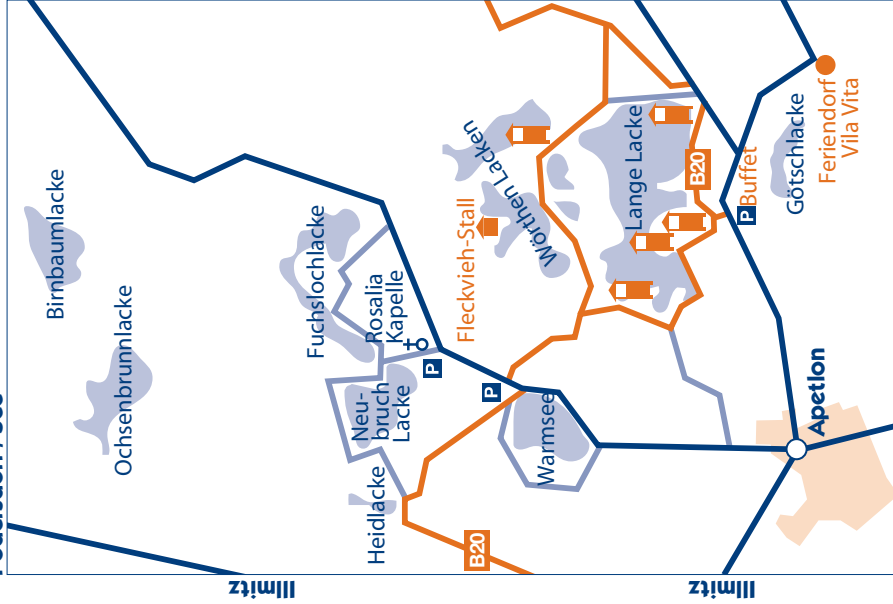 Birnbaumlacke
Ochsenbrunnlacke
Fuchslochlacke
Rosalia
Kapelle
P
Neu-
bruch
Lacke
Heidlacke
B20
Illmitz
Fleckvieh-Stall
Wörthen Lacken
P
Warmsee
Lange Lacke
B20
Buffet
P
Götschlacke
Feriendorf
Vila Vita
Apetlon
Illmitz